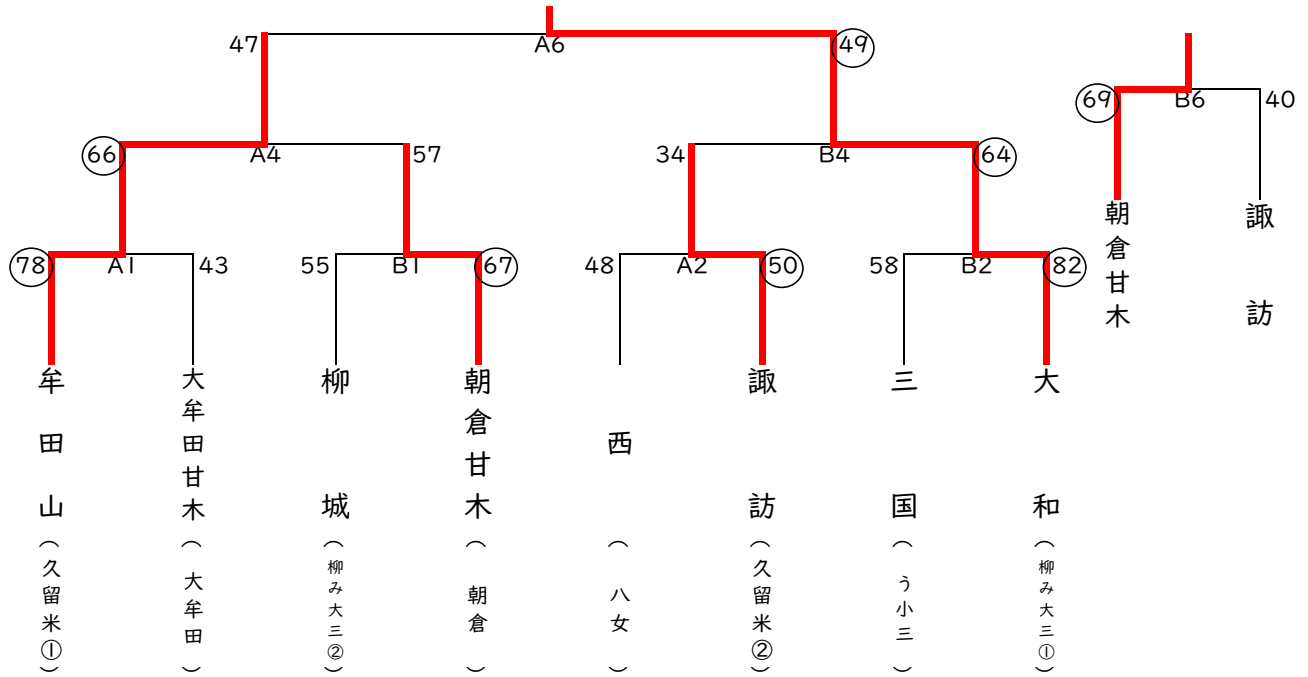 47
A6
49
69
B6
40
66
A4
57
34
B4
64
78
A1
43
55
B1
67
48
A2
50
58
B2
82
朝倉甘木
諏訪
牟田山(久留米①)
大牟田甘木(大牟田)
柳城(柳み大三②)
朝倉甘木(朝倉)
西(八女)
諏訪(久留米②)
三国(う小三)
大和(柳み大三①)